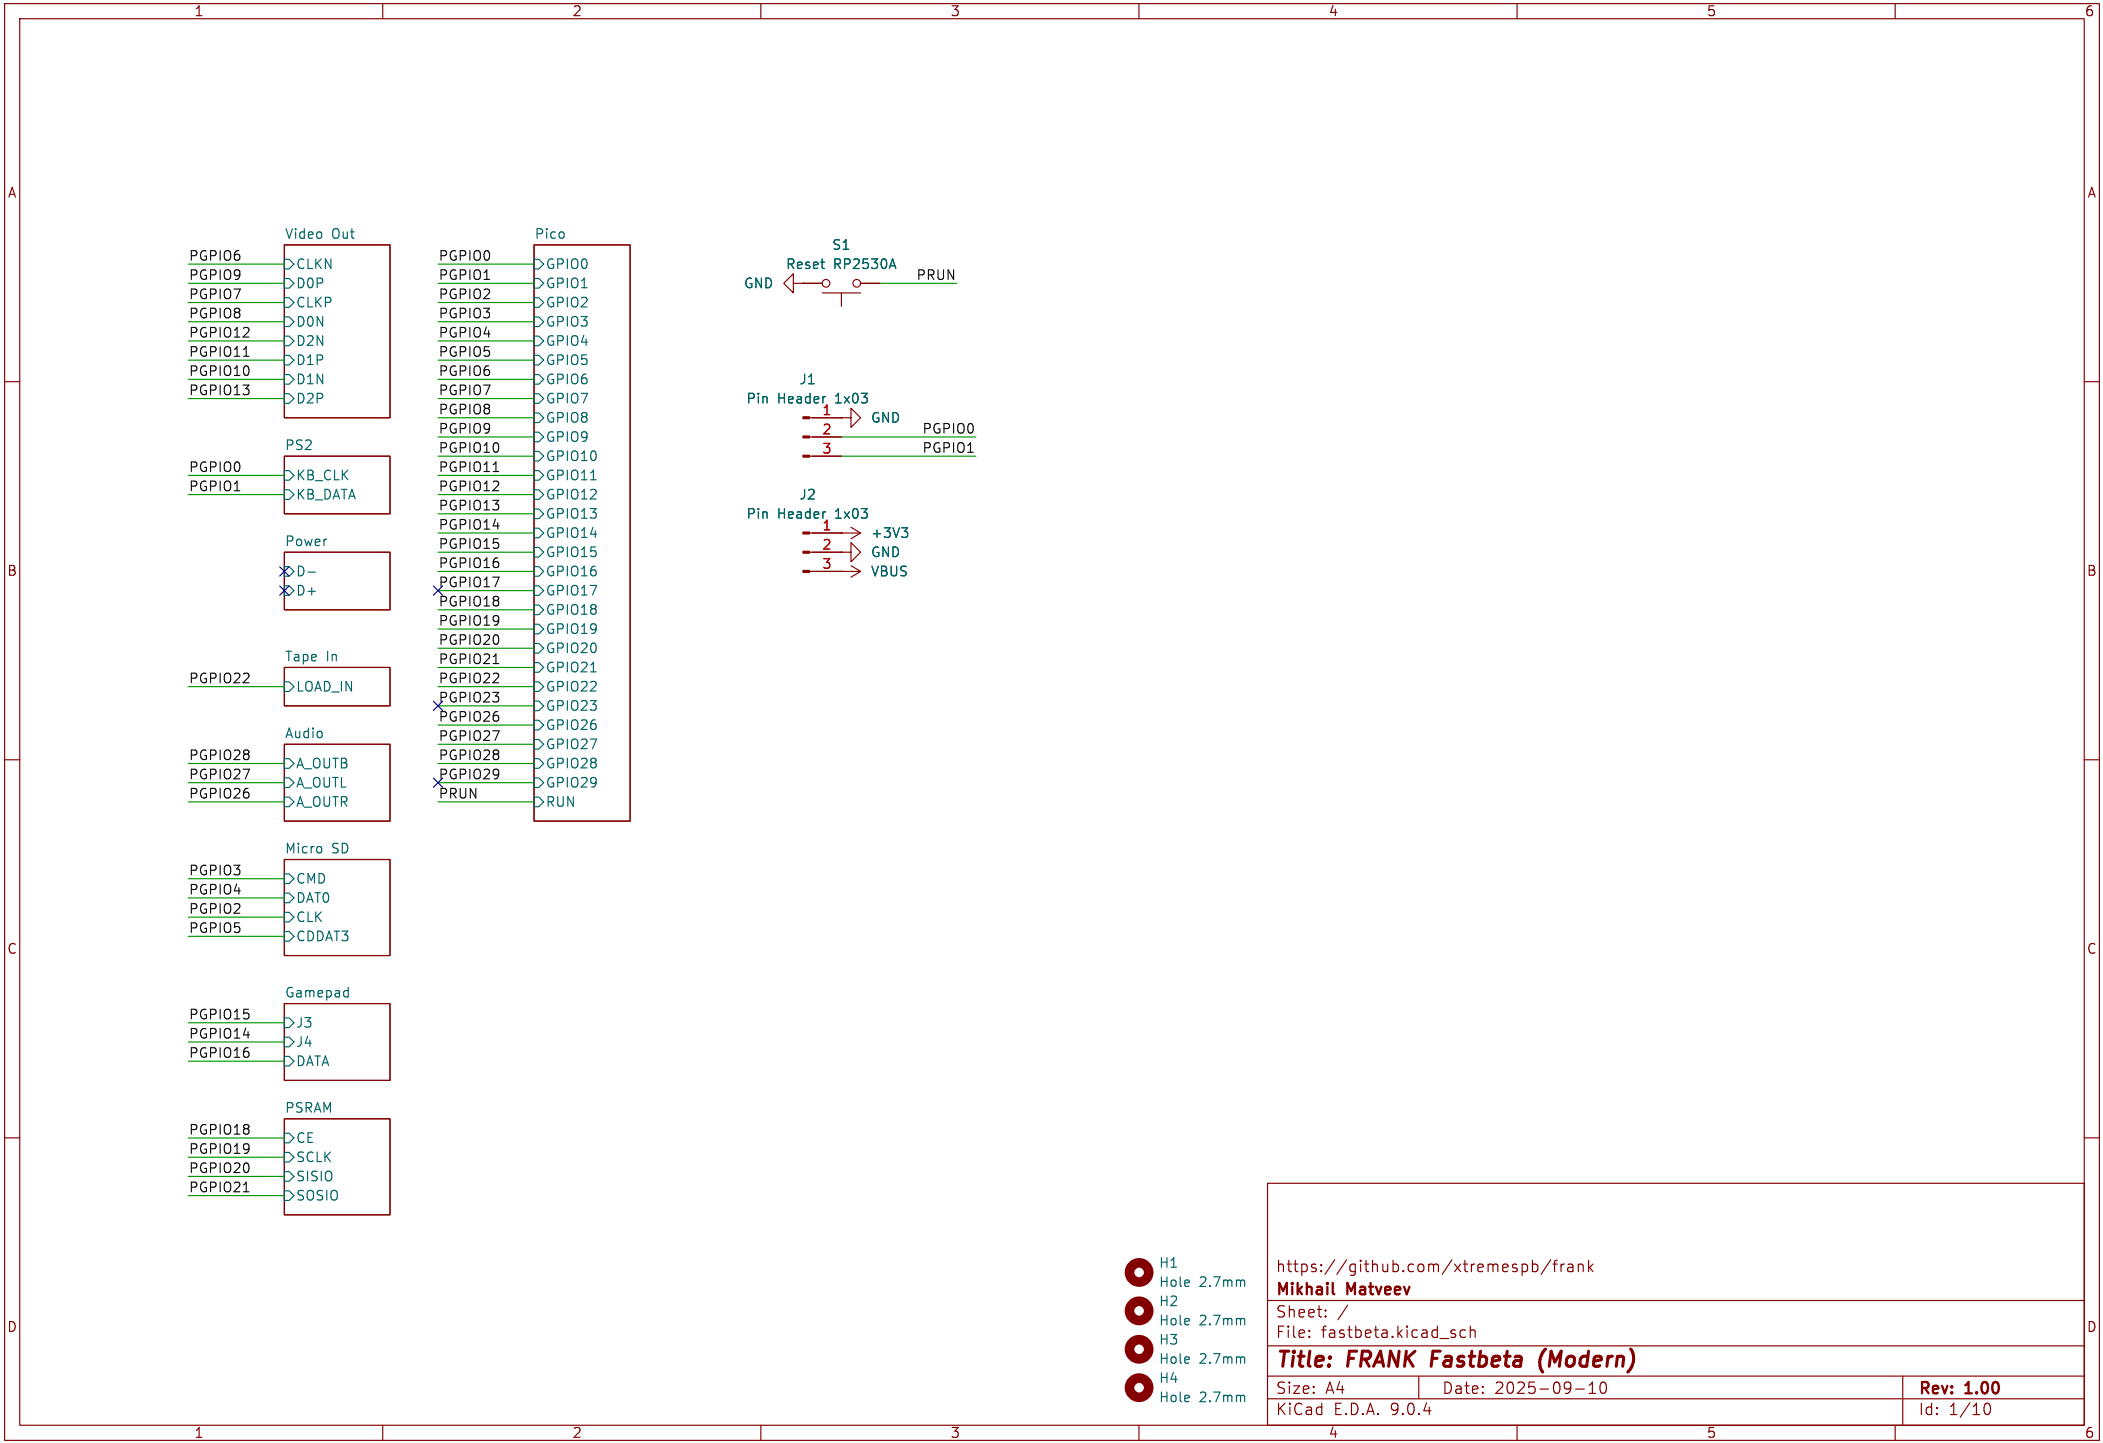 1 2 3 4 5 6
A A
B B
C C
D D
Video Out
PGPIO6 CLKN
PGPIO9 D0P
PGPIO7 CLKP
PGPIO8 D0N
PGPIO12 D2N
PGPIO11 D1P
PGPIO10 D1N
PGPIO13 D2P
PS2
PGPIO0 KB_CLK
PGPIO1 KB_DATA
Power
D-
D+
Tape In
PGPIO22 LOAD_IN
Audio
PGPIO28 A_OUTB
PGPIO27 A_OUTL
PGPIO26 A_OUTR
Micro SD
PGPIO3 CMD
PGPIO4 DAT0
PGPIO2 CLK
PGPIO5 CDDAT3
Gamepad
PGPIO15 J3
PGPIO14 J4
PGPIO16 DATA
PSRAM
PGPIO18 CE
PGPIO19 SCLK
PGPIO20 SISIO
PGPIO21 SOSIO
Pico
PGPIO0 GPIO0
PGPIO1 GPIO1
PGPIO2 GPIO2
PGPIO3 GPIO3
PGPIO4 GPIO4
PGPIO5 GPIO5
PGPIO6 GPIO6
PGPIO7 GPIO7
PGPIO8 GPIO8
PGPIO9 GPIO9
PGPIO10 GPIO10
PGPIO11 GPIO11
PGPIO12 GPIO12
PGPIO13 GPIO13
PGPIO14 GPIO14
PGPIO15 GPIO15
PGPIO16 GPIO16
PGPIO17 GPIO17
PGPIO18 GPIO18
PGPIO19 GPIO19
PGPIO20 GPIO20
PGPIO21 GPIO21
PGPIO22 GPIO22
PGPIO23 GPIO23
PGPIO26 GPIO26
PGPIO27 GPIO27
PGPIO28 GPIO28
PGPIO29 GPIO29
PRUN RUN
S1
Reset RP2530A
GND PRUN
J1
Pin Header 1x03
1 GND
2 PGPIO0
3 PGPIO1
J2
Pin Header 1x03
1 +3V3
2 GND
3 VBUS
H1
Hole 2.7mm
H2
Hole 2.7mm
H3
Hole 2.7mm
H4
Hole 2.7mm
https://github.com/xtremespb/frank
Mikhail Matveev
Sheet: /
File: fastbeta.kicad_sch
Title: FRANK Fastbeta (Modern)
Size: A4 Date: 2025-09-10 Rev: 1.00
KiCad E.D.A. 9.0.4 Id: 1/10
1 2 3 4 5 6